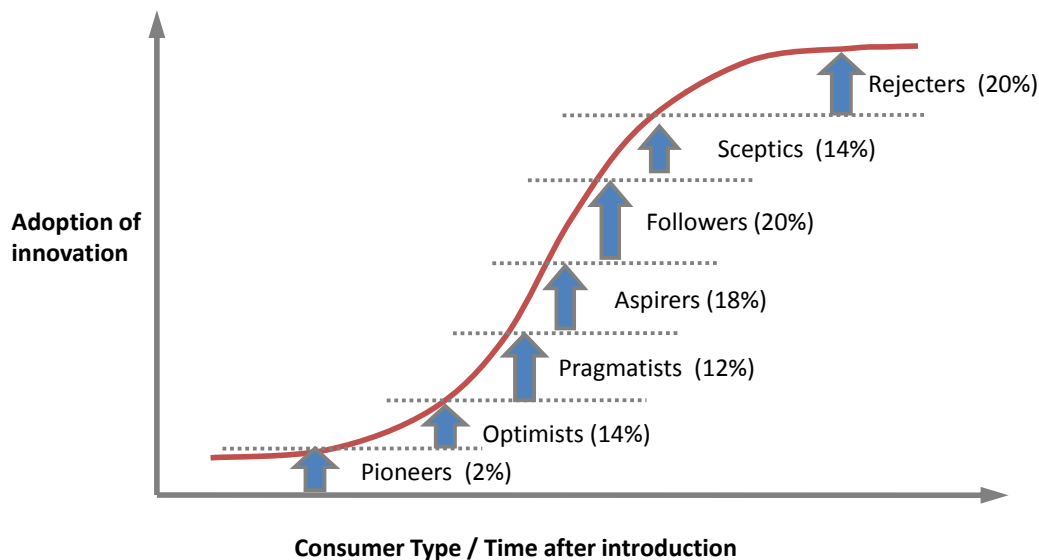 Rejecters (20%)
Sceptics (14%)
Followers (20%)
Adoption of
innovation
Aspirers (18%)
Pragmatists (12%)
Optimists (14%)
Pioneers (2%)
Consumer Type / Time after introduction